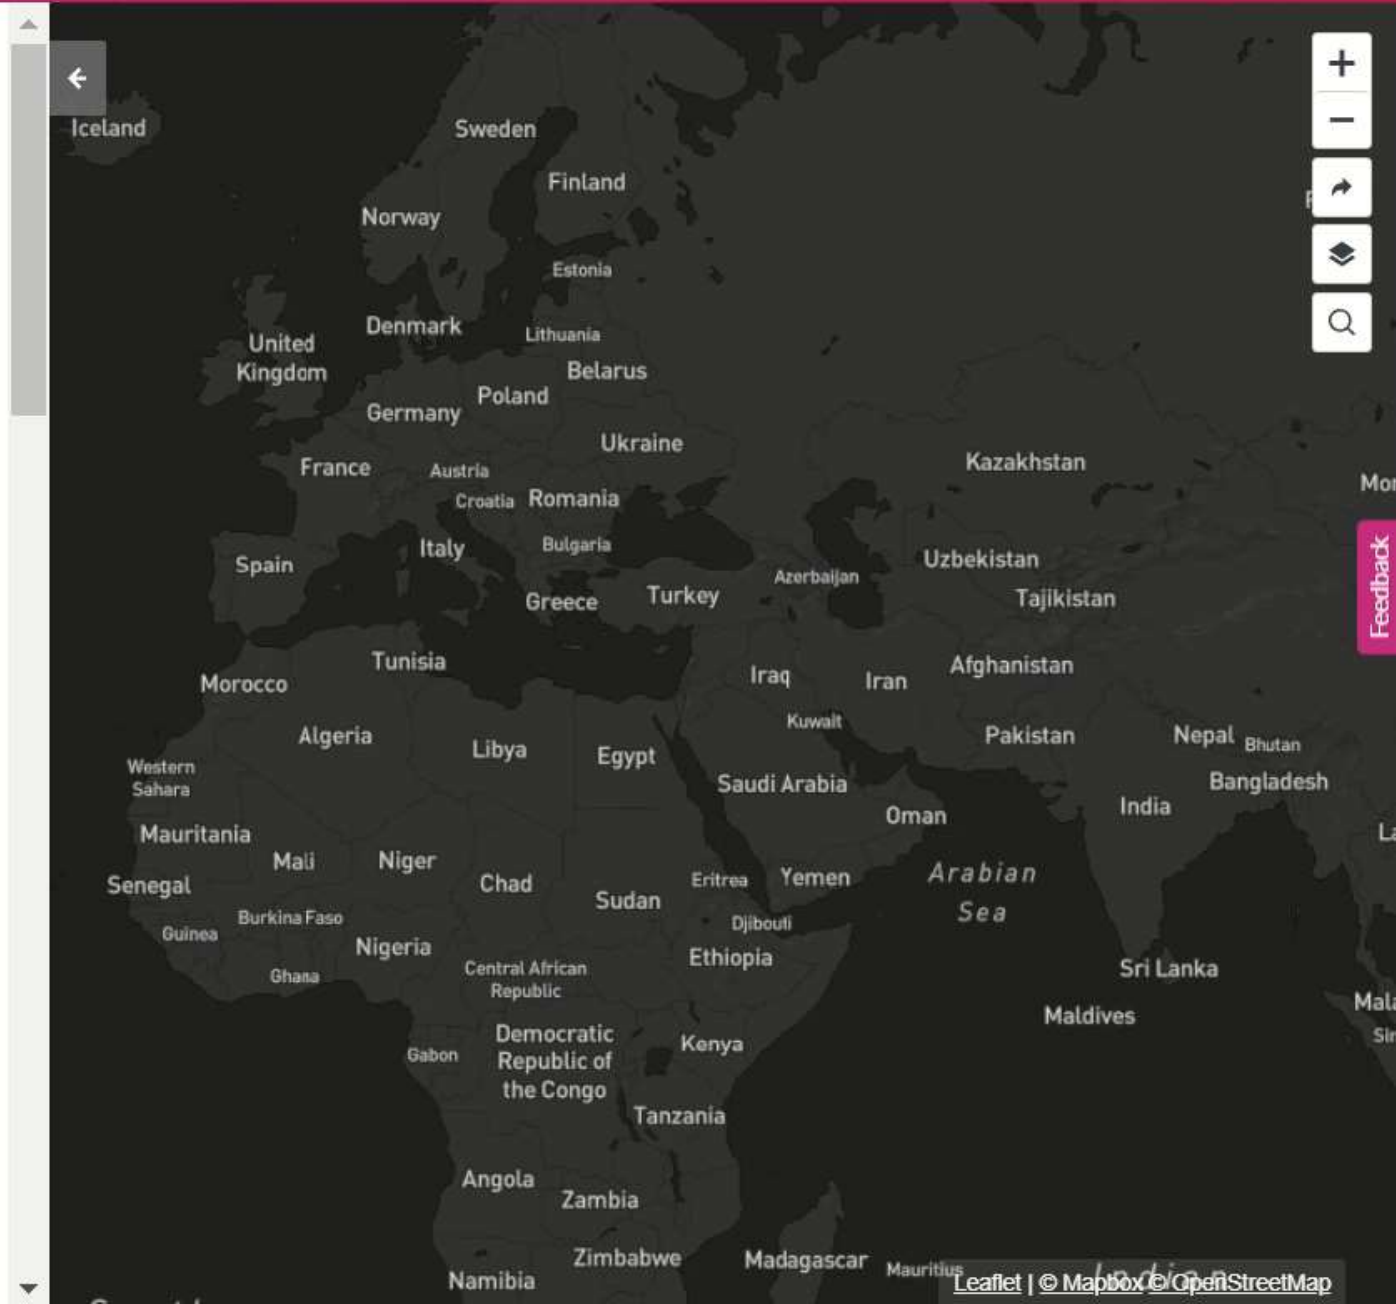 Iceland
Sweden
Finland
Norway
Estonia
Denmark
Lithuania
United
Kingdom
Belarus
Poland
Germany
Ukraine
Kazakhstan
France
Austria
Croatia
Romania
Italy
Bulgaria
Spain
Uzbekistan
Azerbaijan
Feedback
Greece
Turkey
Tajikistan
Tunisia
Morocco
Iraq
Iran
Afghanistan
Kuwait
Algeria
Libya
Egypt
Pakistan
Nepal
Bhutan
Western
Sahara
Saudi Arabia
Bangladesh
Oman
India
Mauritania
Mali
Niger
Senegal
Chad
Eritrea
Yemen
Arabian
Sea
Sudan
Burkina Faso
Guinea
Djibouti
Nigeria
Ethiopia
Ghana
Central African
Republic
Sri Lanka
Maldives
Democratic
Republic of
the Congo
Kenya
Gabon
Tanzania
Angola
Zambia
Zimbabwe
Madagascar
Mauritius
Namibia
Indian
Leaflet | © Mapbox © OpenStreetMap